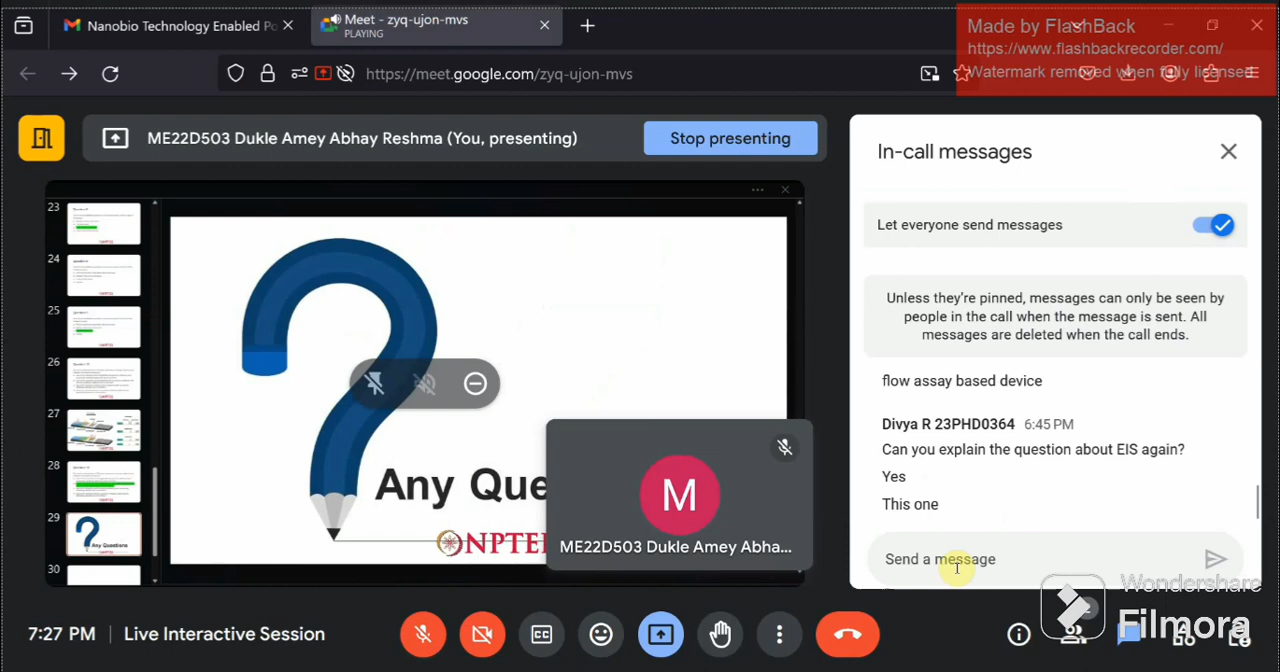 Nanobio Technology Enabled Po
Meet - zyq-ujon-mvs
PLAYING
Made by FlashBack
https://www.flashbackrecorder.com/
Watermark removed when fully licensed
https://meet.google.com/zyq-ujon-mvs
ME22D503 Dukle Amey Abhay Reshma (You, presenting)
Stop presenting
In-call messages
Let everyone send messages
Unless they're pinned, messages can only be seen by
people in the call when the message is sent. All
messages are deleted when the call ends.
flow assay based device
Divya R 23PHD0364 6:45 PM
Can you explain the question about EIS again?
Yes
This one
Send a message
23
24
25
26
27
28
29
30
Any Que
NPTE
M
ME22D503 Dukle Amey Abha...
7:27 PM
Live Interactive Session
Wondershare
Filmora